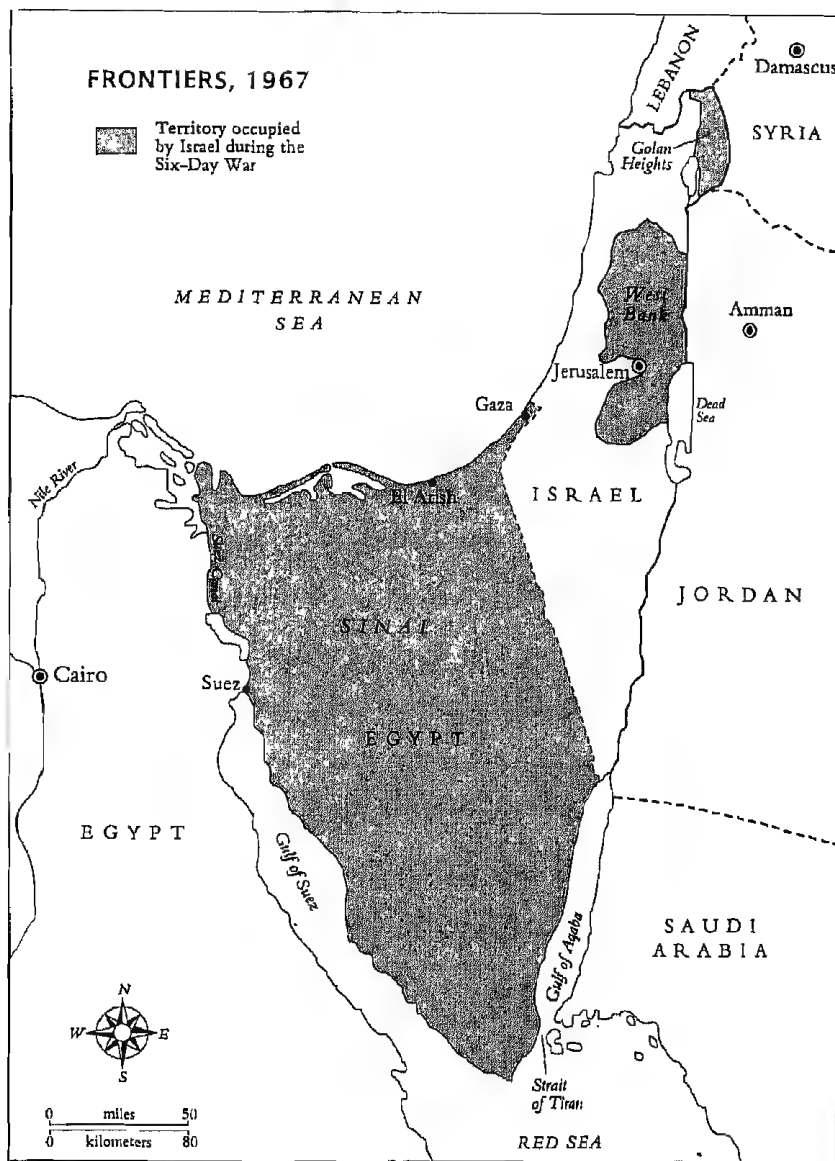 FRONTIERS, 1967
Territory occupied
by Israel during the
Six-Day War
LEBANON
Damascus
SYRIA
Golan
Heights
MEDITERRANEAN
SEA
West
Bank
Amman
Jerusalem
Gaza
Dead
Sea
Nile River
El Arish
ISRAEL
Suez Canal
JORDAN
SINAI
Cairo
Suez
EGYPT
EGYPT
Gulf of Suez
Gulf of Aqaba
SAUDI
ARABIA
N
W
E
S
Strait
of Tiran
0 miles 50
0 kilometers 80
RED SEA